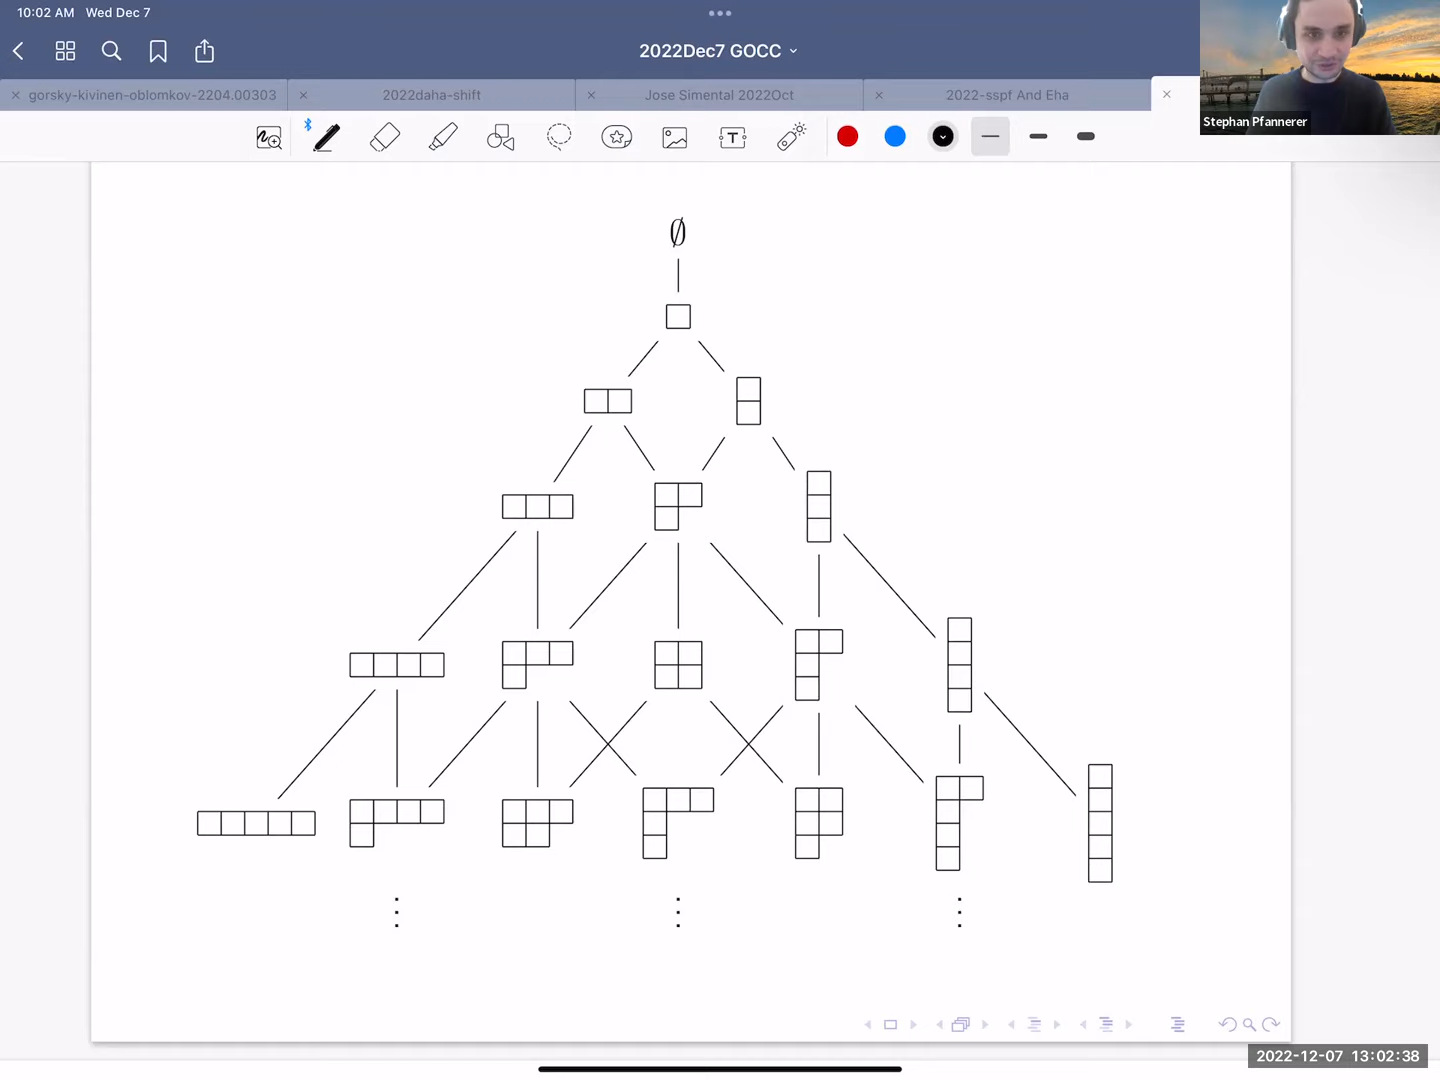 10:02 AM Wed Dec 7
2022Dec7 GOCC
gorsky-kivinen-oblomkov-2204.00303
2022daha-shift
Jose Simental 2022Oct
2022-sspf And Eha
Stephan Pfannerer
T
∅
2022-12-07 13:02:38